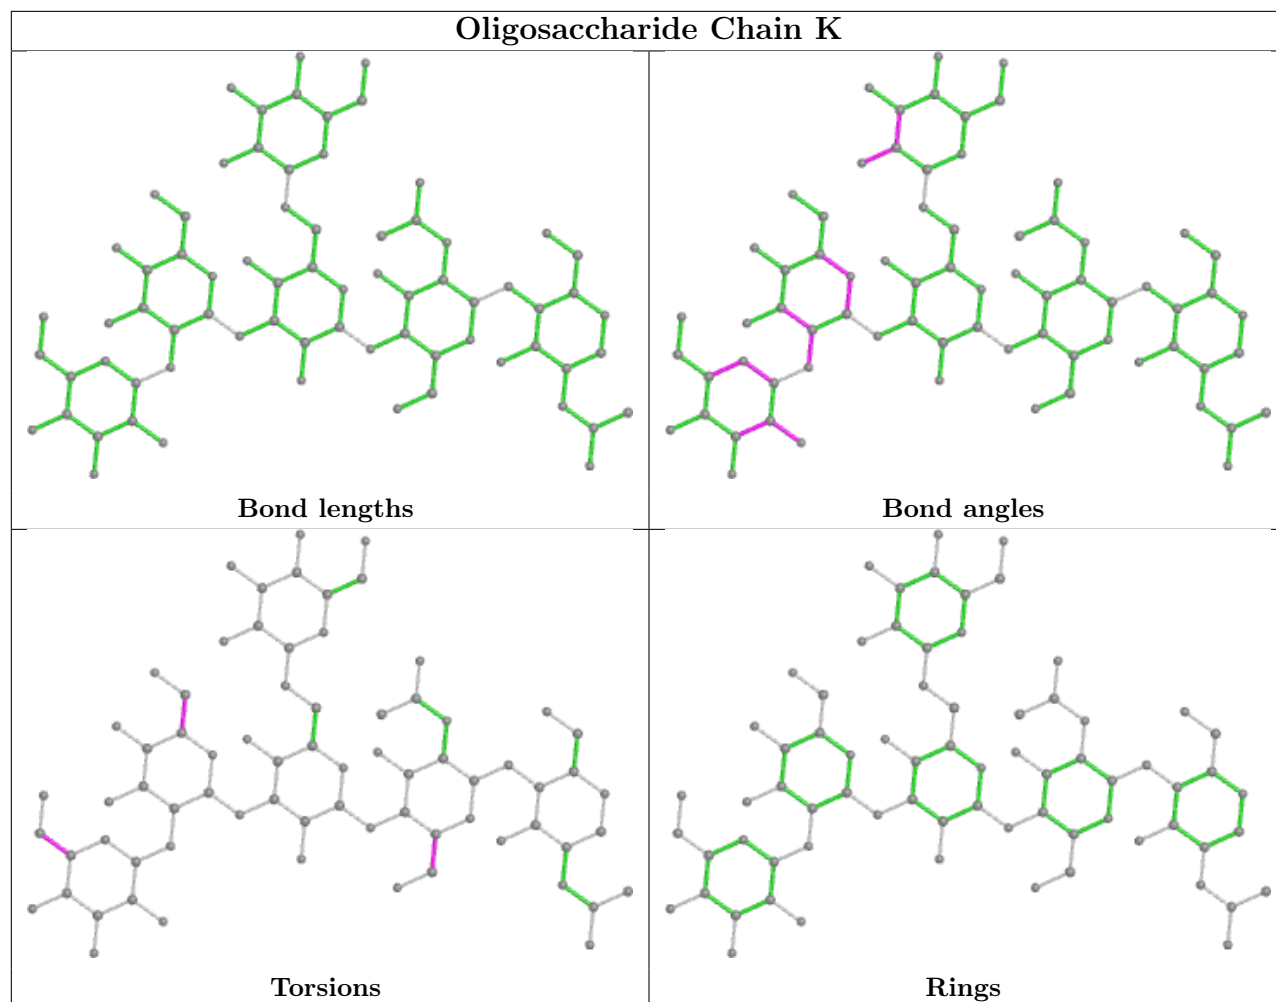 Oligosaccharide Chain K
Bond lengths
Bond angles
Torsions
Rings